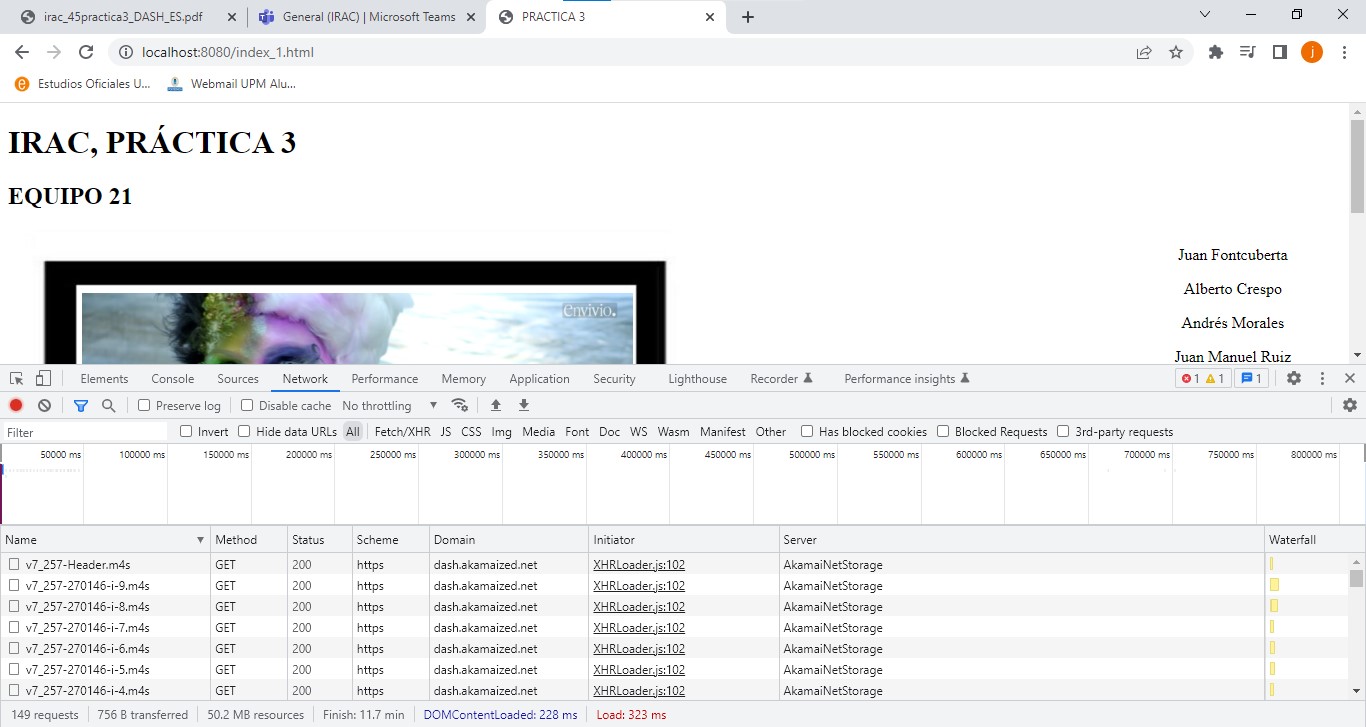 irac_45practica3_DASH_ES.pdf General (IRAC) | Microsoft Teams PRACTICA 3
localhost:8080/index_1.html j
Estudios Oficiales U... Webmail UPM Alu...
IRAC, PRÁCTICA 3
EQUIPO 21
Juan Fontcuberta
envivio.
Alberto Crespo
Andrés Morales
Juan Manuel Ruiz
Elements Console Sources Network Performance Memory Application Security Lighthouse Recorder Performance insights 1 1 1
Preserve log Disable cache No throttling
Filter Invert Hide data URLs All Fetch/XHR JS CSS Img Media Font Doc WS Wasm Manifest Other Has blocked cookies Blocked Requests 3rd-party requests
50000 ms 100000 ms 150000 ms 200000 ms 250000 ms 300000 ms 350000 ms 400000 ms 450000 ms 500000 ms 550000 ms 600000 ms 650000 ms 700000 ms 750000 ms 800000 ms
Name Method Status Scheme Domain Initiator Server Waterfall
v7_257-Header.m4s GET 200 https dash.akamaized.net XHRLoader.js:102 AkamaiNetStorage
v7_257-270146-i-9.m4s GET 200 https dash.akamaized.net XHRLoader.js:102 AkamaiNetStorage
v7_257-270146-i-8.m4s GET 200 https dash.akamaized.net XHRLoader.js:102 AkamaiNetStorage
v7_257-270146-i-7.m4s GET 200 https dash.akamaized.net XHRLoader.js:102 AkamaiNetStorage
v7_257-270146-i-6.m4s GET 200 https dash.akamaized.net XHRLoader.js:102 AkamaiNetStorage
v7_257-270146-i-5.m4s GET 200 https dash.akamaized.net XHRLoader.js:102 AkamaiNetStorage
v7_257-270146-i-4.m4s GET 200 https dash.akamaized.net XHRLoader.js:102 AkamaiNetStorage
149 requests 756 B transferred 50.2 MB resources Finish: 11.7 min DOMContentLoaded: 228 ms Load: 323 ms